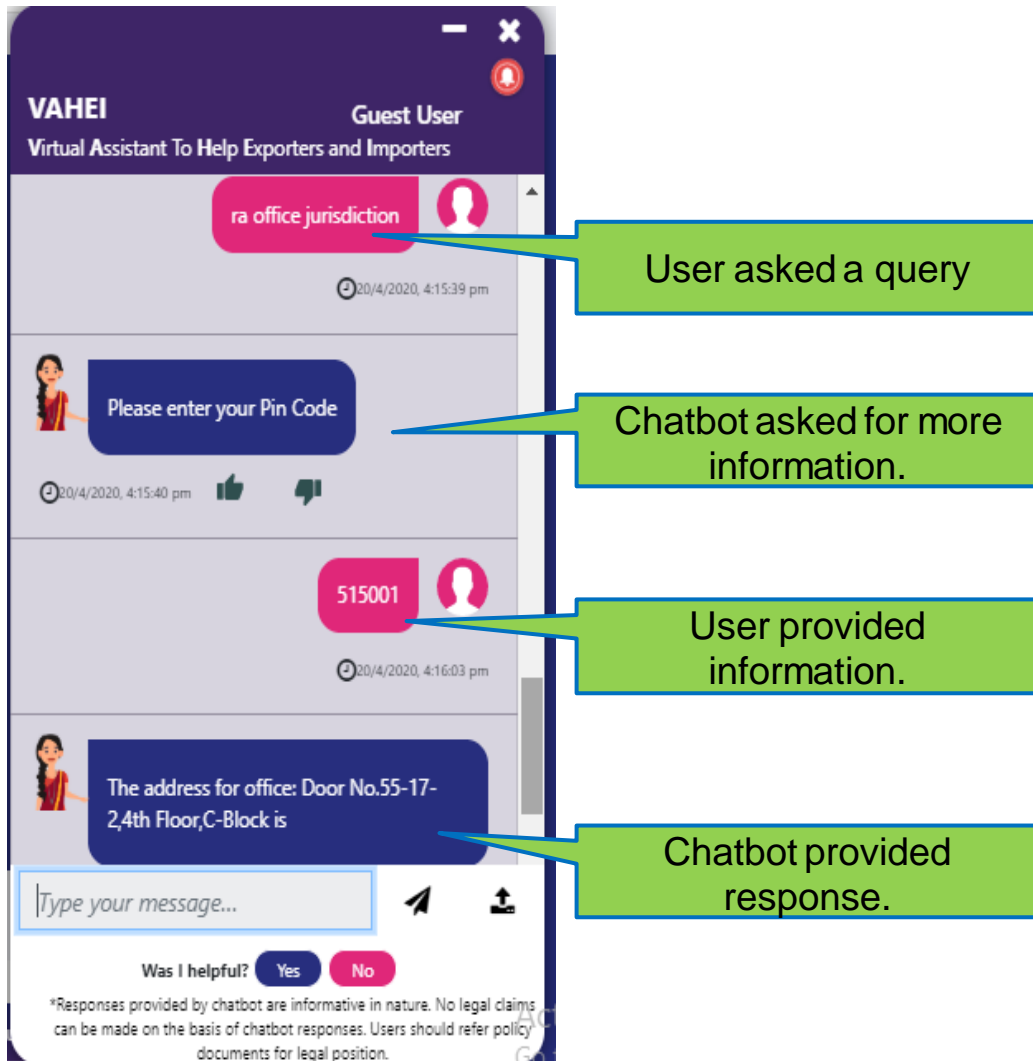 VAHEI
Guest User
Virtual Assistant To Help Exporters and Importers
ra office jurisdiction
20/4/2020, 4:15:39 pm
User asked a query
Please enter your Pin Code
20/4/2020, 4:15:40 pm
Chatbot asked for more
information.
515001
20/4/2020, 4:16:03 pm
User provided
information.
The address for office: Door No.55-17-
2,4th Floor,C-Block is
Chatbot provided
response.
Type your message...
Was I helpful? Yes No
*Responses provided by chatbot are informative in nature. No legal claims
can be made on the basis of chatbot responses. Users should refer policy
documents for legal position.